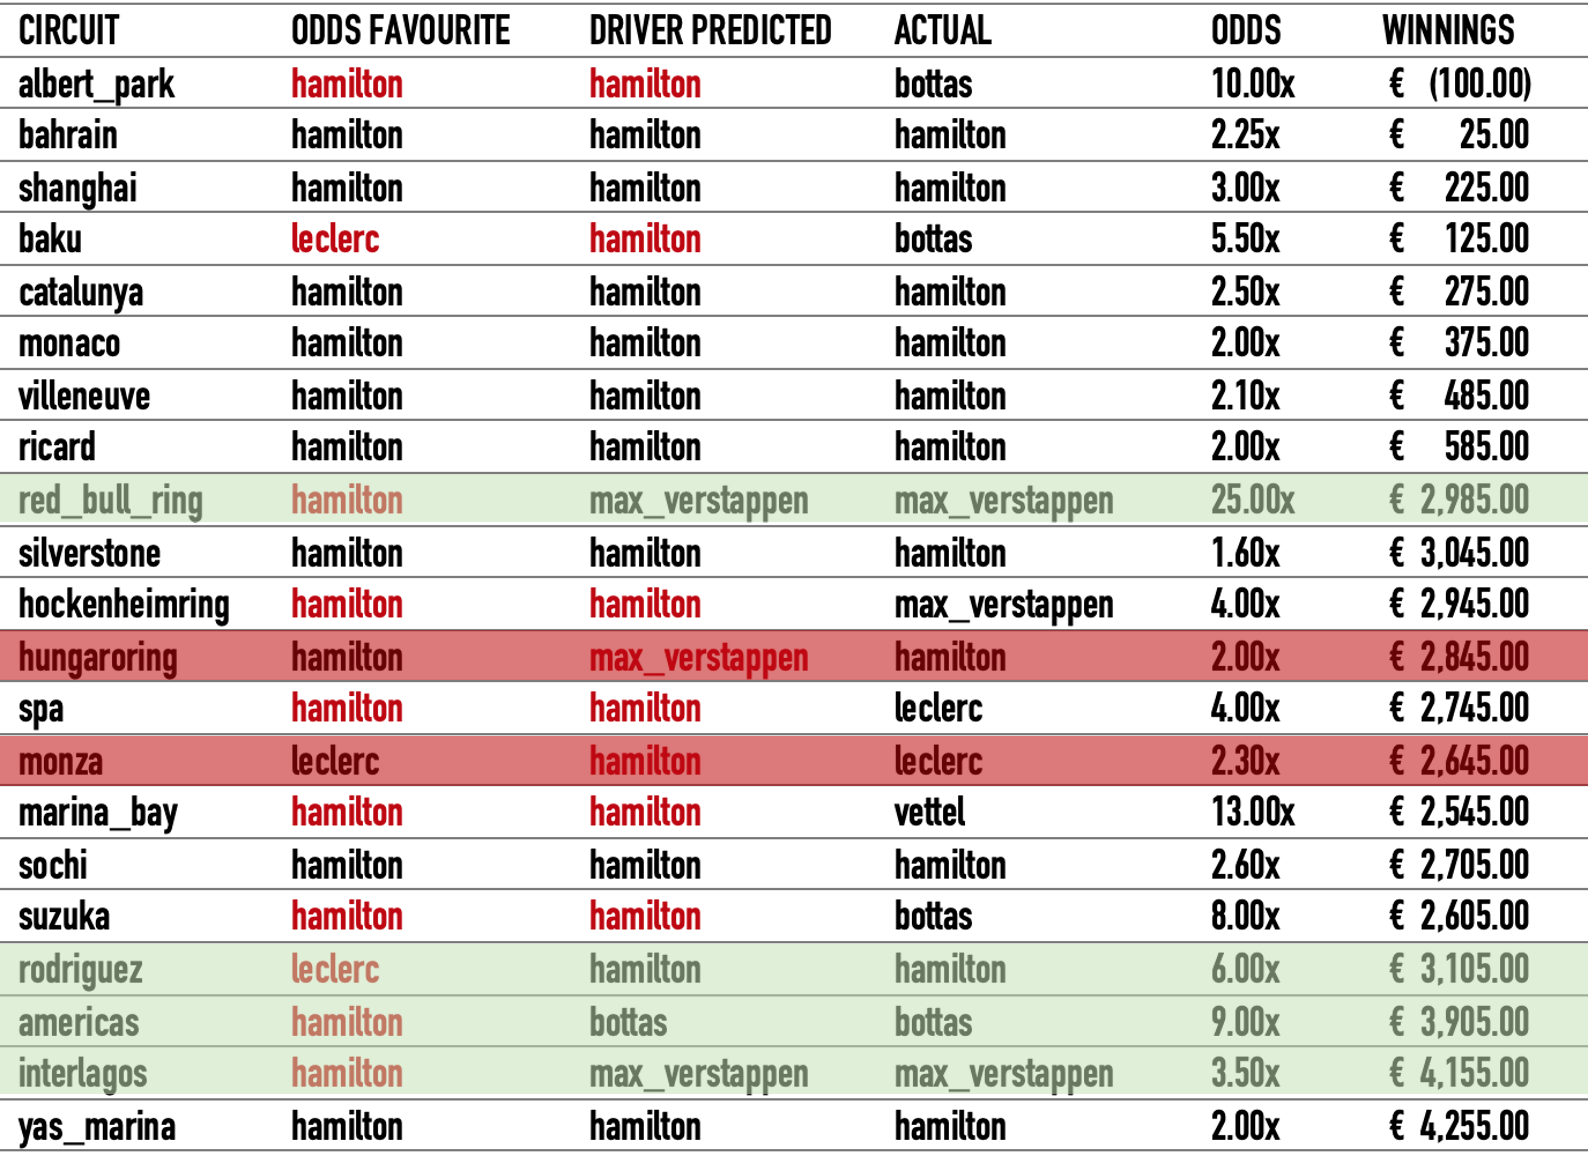 CIRCUIT ODDS FAVOURITE DRIVER PREDICTED ACTUAL ODDS WINNINGS
albert_park hamilton hamilton bottas 10.00x € (100.00)
bahrain hamilton hamilton hamilton 2.25x € 25.00
shanghai hamilton hamilton hamilton 3.00x € 225.00
baku leclerc hamilton bottas 5.50x € 125.00
catalunya hamilton hamilton hamilton 2.50x € 275.00
monaco hamilton hamilton hamilton 2.00x € 375.00
villeneuve hamilton hamilton hamilton 2.10x € 485.00
ricard hamilton hamilton hamilton 2.00x € 585.00
red_bull_ring hamilton max_verstappen max_verstappen 25.00x € 2,985.00
silverstone hamilton hamilton hamilton 1.60x € 3,045.00
hockenheimring hamilton hamilton max_verstappen 4.00x € 2,945.00
hungaroring hamilton max_verstappen hamilton 2.00x € 2,845.00
spa hamilton hamilton leclerc 4.00x € 2,745.00
monza leclerc hamilton leclerc 2.30x € 2,645.00
marina_bay hamilton hamilton vettel 13.00x € 2,545.00
sochi hamilton hamilton hamilton 2.60x € 2,705.00
suzuka hamilton hamilton bottas 8.00x € 2,605.00
rodriguez leclerc hamilton hamilton 6.00x € 3,105.00
americas hamilton bottas bottas 9.00x € 3,905.00
interlagos hamilton max_verstappen max_verstappen 3.50x € 4,155.00
yas_marina hamilton hamilton hamilton 2.00x € 4,255.00